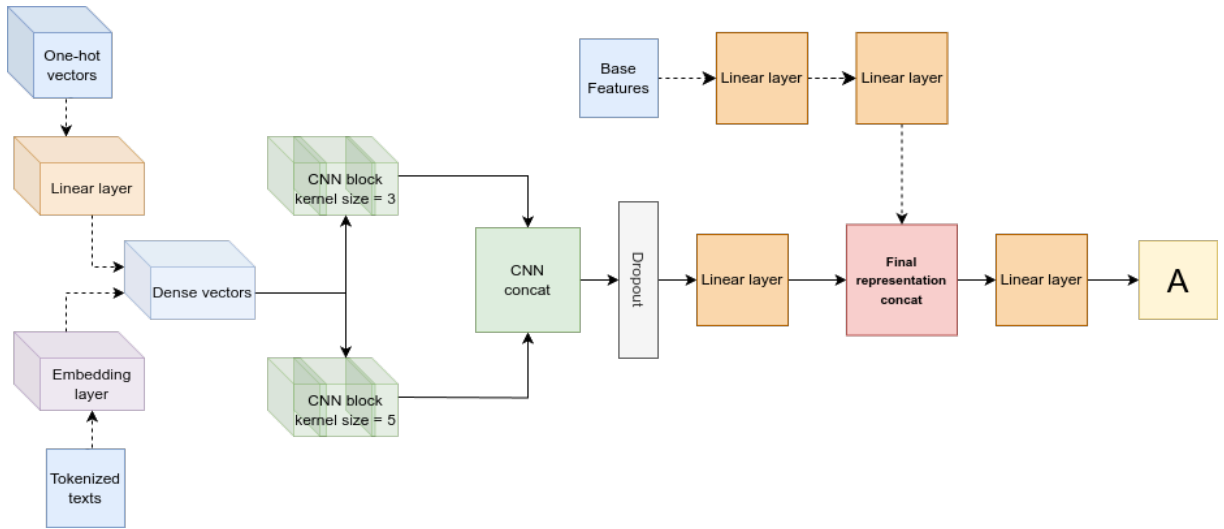 One-hot
vectors
Linear layer
Dense vectors
Embedding
layer
Tokenized
texts
CNN block
kernel size = 3
CNN block
kernel size = 5
CNN
concat
Dropout
Linear layer
Base
Features
Linear layer
Linear layer
Final
representation
concat
Linear layer
A